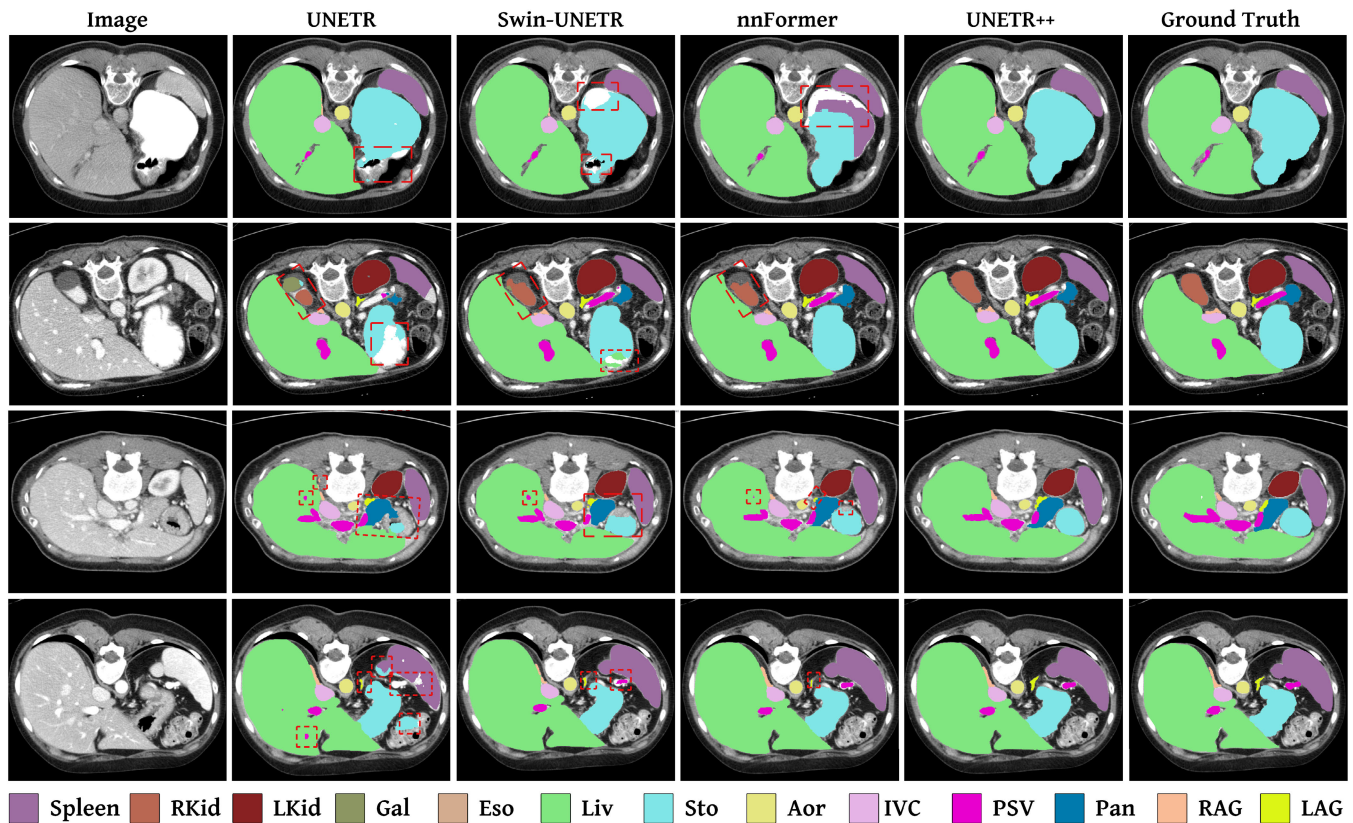 Image UNETR Swin-UNETR nnFormer UNETR++ Ground Truth
Spleen RKid LKid Gal Eso Liv Sto Aor IVC PSV Pan RAG LAG